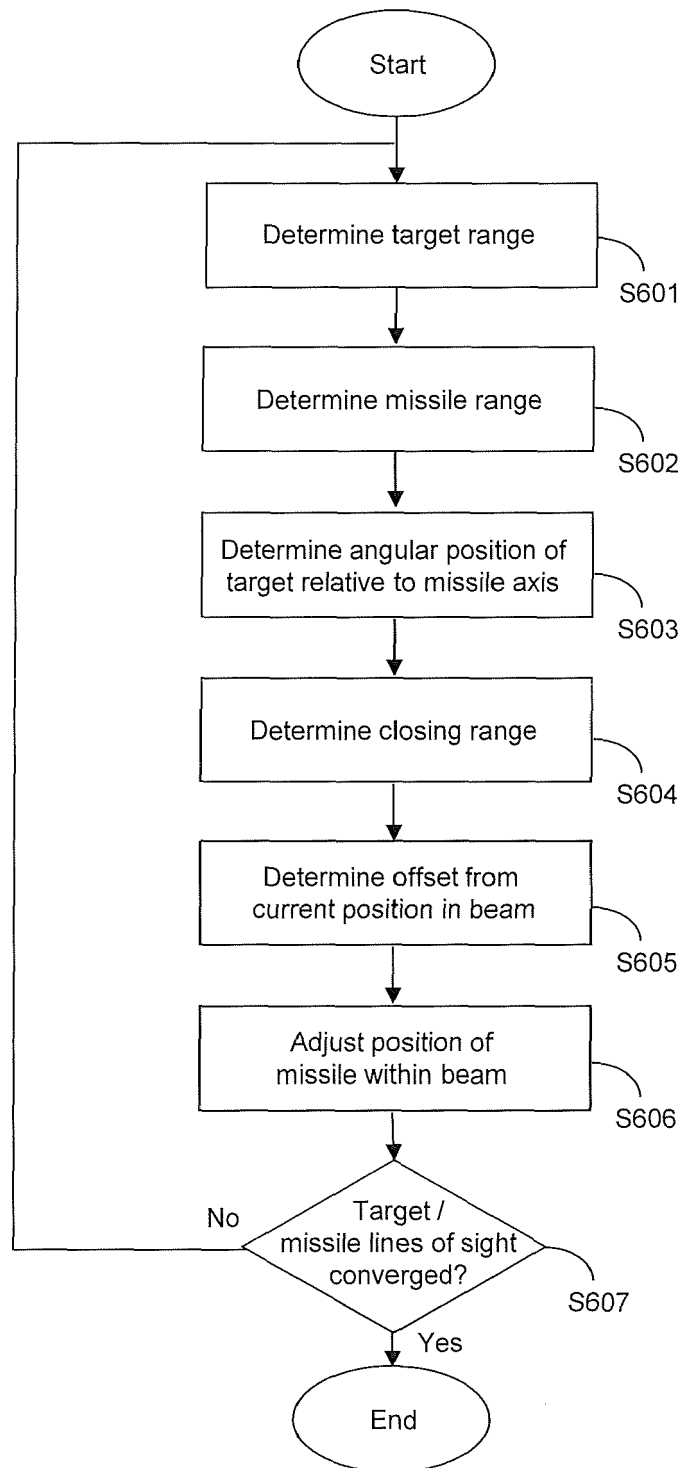 Start
Determine target range
S601
Determine missile range
S602
Determine angular position of
target relative to missile axis
S603
Determine closing range
S604
Determine offset from
current position in beam
S605
Adjust position of
missile within beam
S606
No
Target /
missile lines of sight
converged?
S607
Yes
End